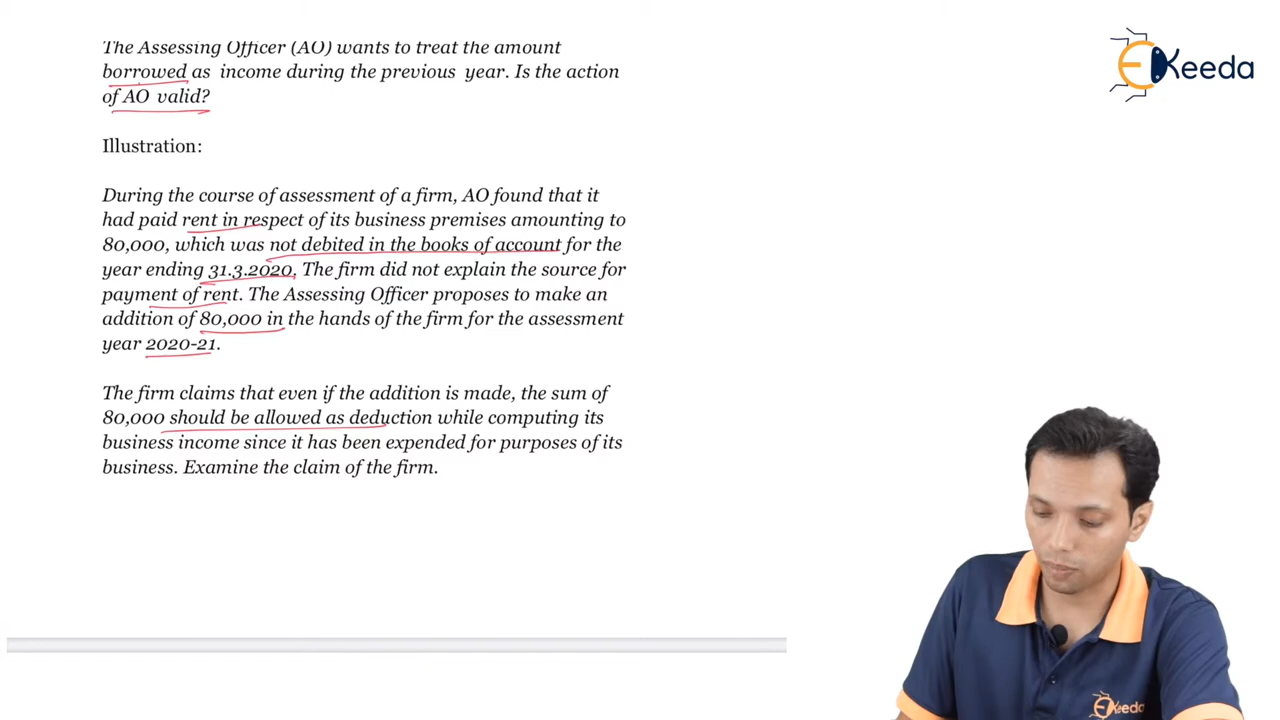 The Assessing Officer (AO) wants to treat the amount
borrowed as income during the previous year. Is the action
of AO valid?
Illustration:
During the course of assessment of a firm, AO found that it
had paid rent in respect of its business premises amounting to
80,000, which was not debited in the books of account for the
year ending 31.3.2020. The firm did not explain the source for
payment of rent. The Assessing Officer proposes to make an
addition of 80,000 in the hands of the firm for the assessment
year 2020-21.
The firm claims that even if the addition is made, the sum of
80,000 should be allowed as deduction while computing its
business income since it has been expended for purposes of its
business. Examine the claim of the firm.
EKeeda
EKeeda